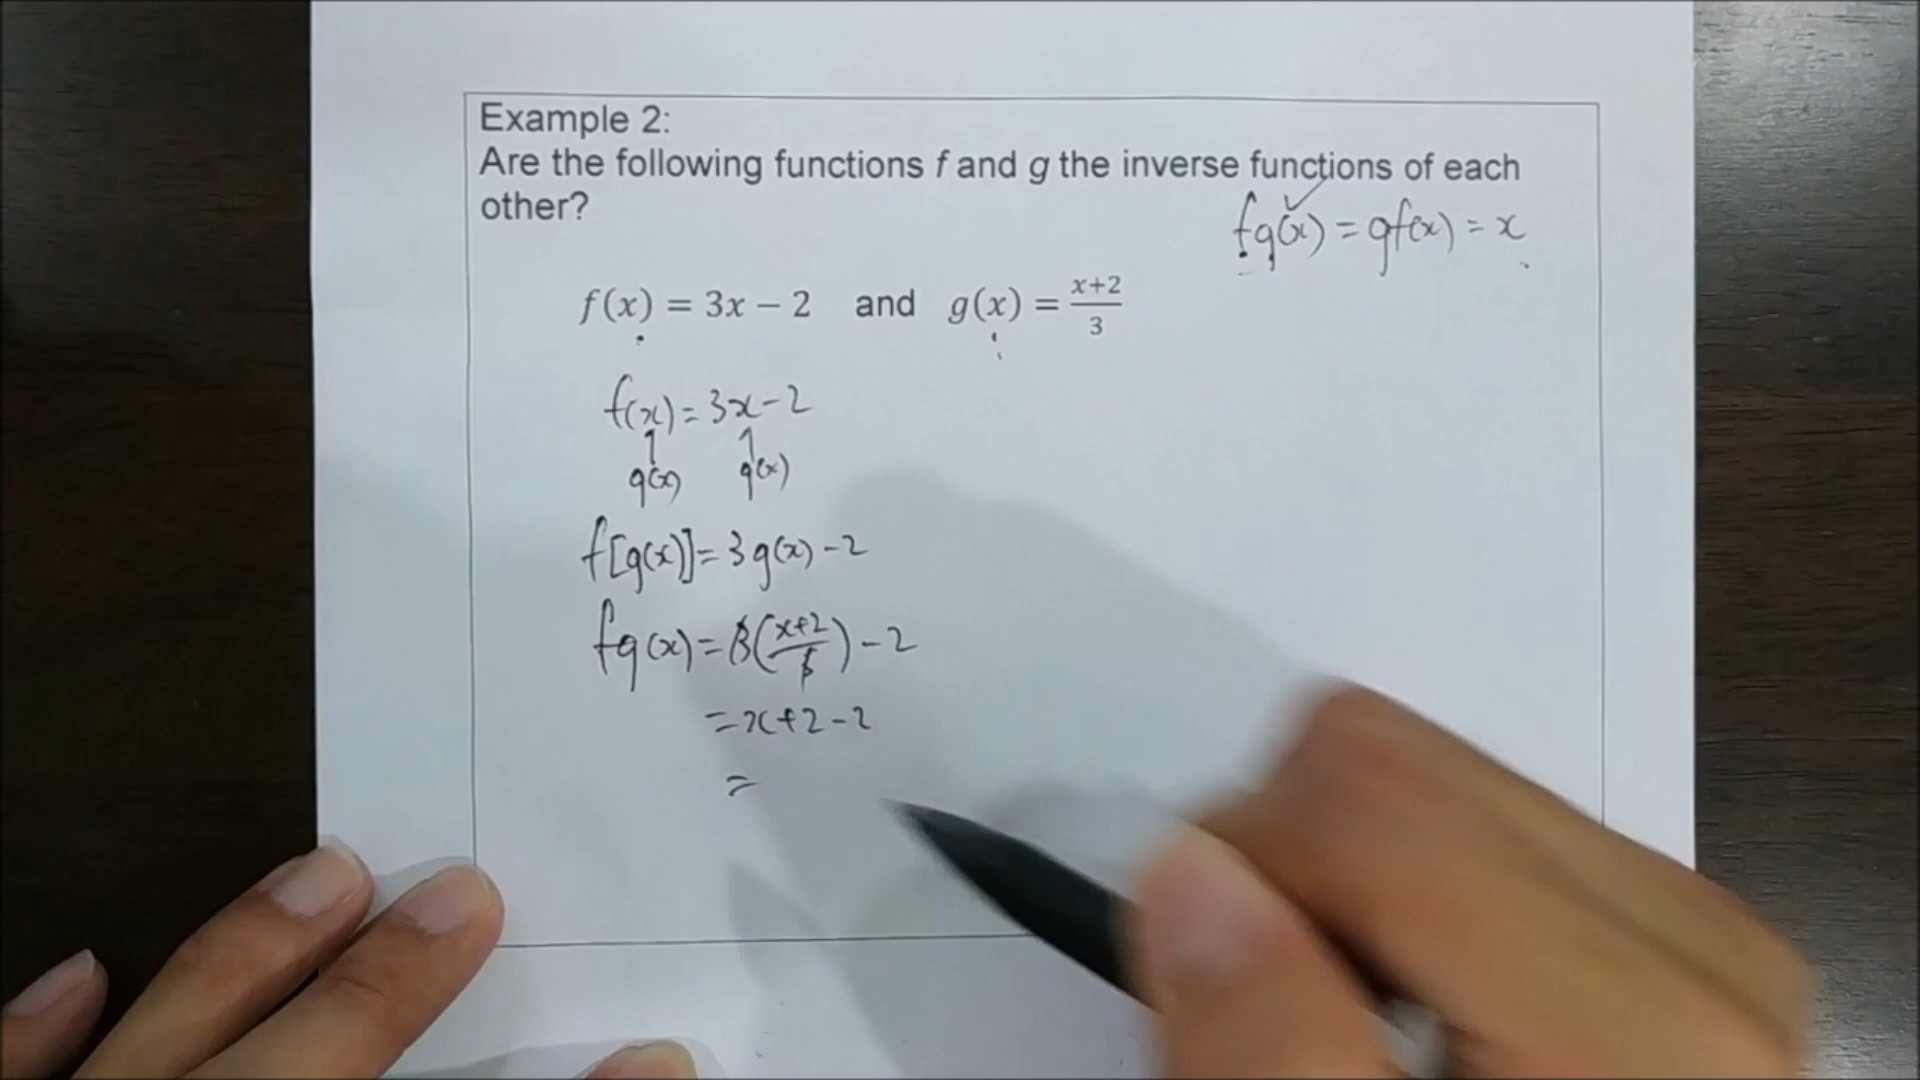 Example 2:
Are the following functions f and g the inverse functions of each
other?
fg(x) = gf(x) = x
f(x) = 3x − 2 and g(x) = x+2/3
f(x) = 3x − 2
g(x) g(x)
f[g(x)] = 3g(x) − 2
fg(x) = 3(x+2/3) − 2
= x + 2 − 2
=